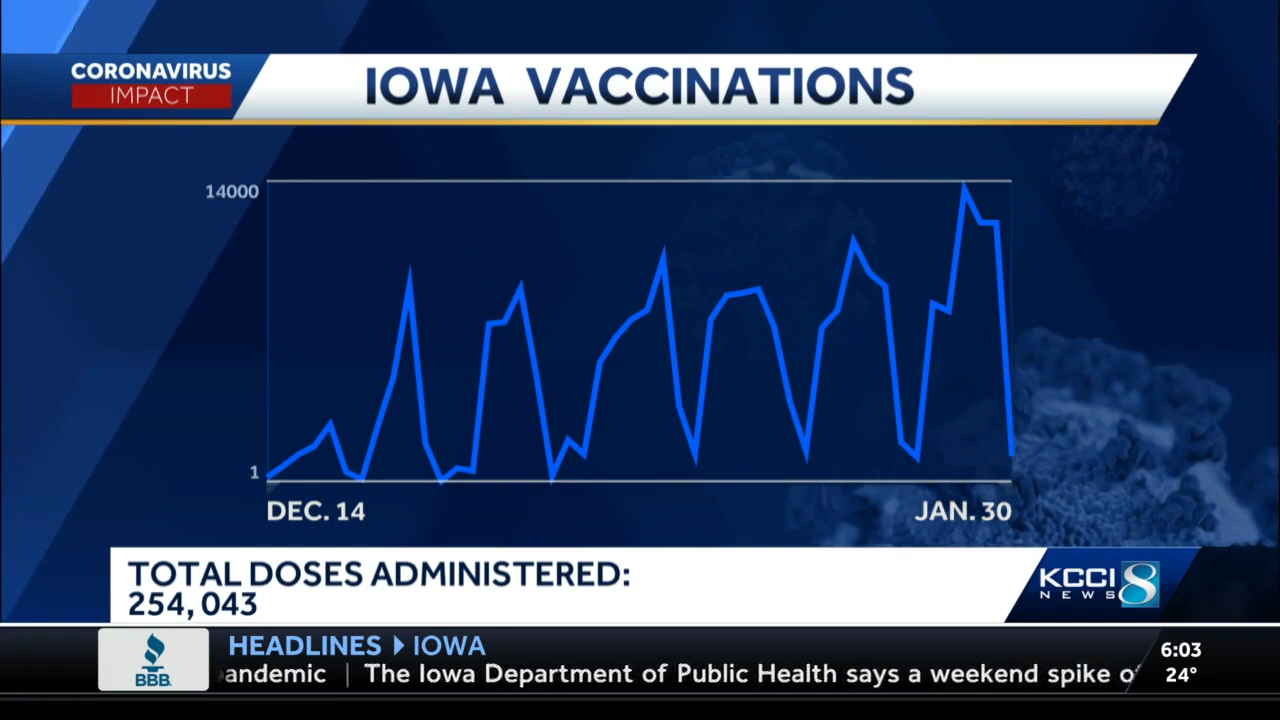 CORONAVIRUS
IMPACT
IOWA VACCINATIONS
14000
1
DEC. 14
JAN. 30
TOTAL DOSES ADMINISTERED:
254, 043
KCCI 8
NEWS
HEADLINES IOWA
BBB.
andemic | The Iowa Department of Public Health says a weekend spike o
6:03
24°